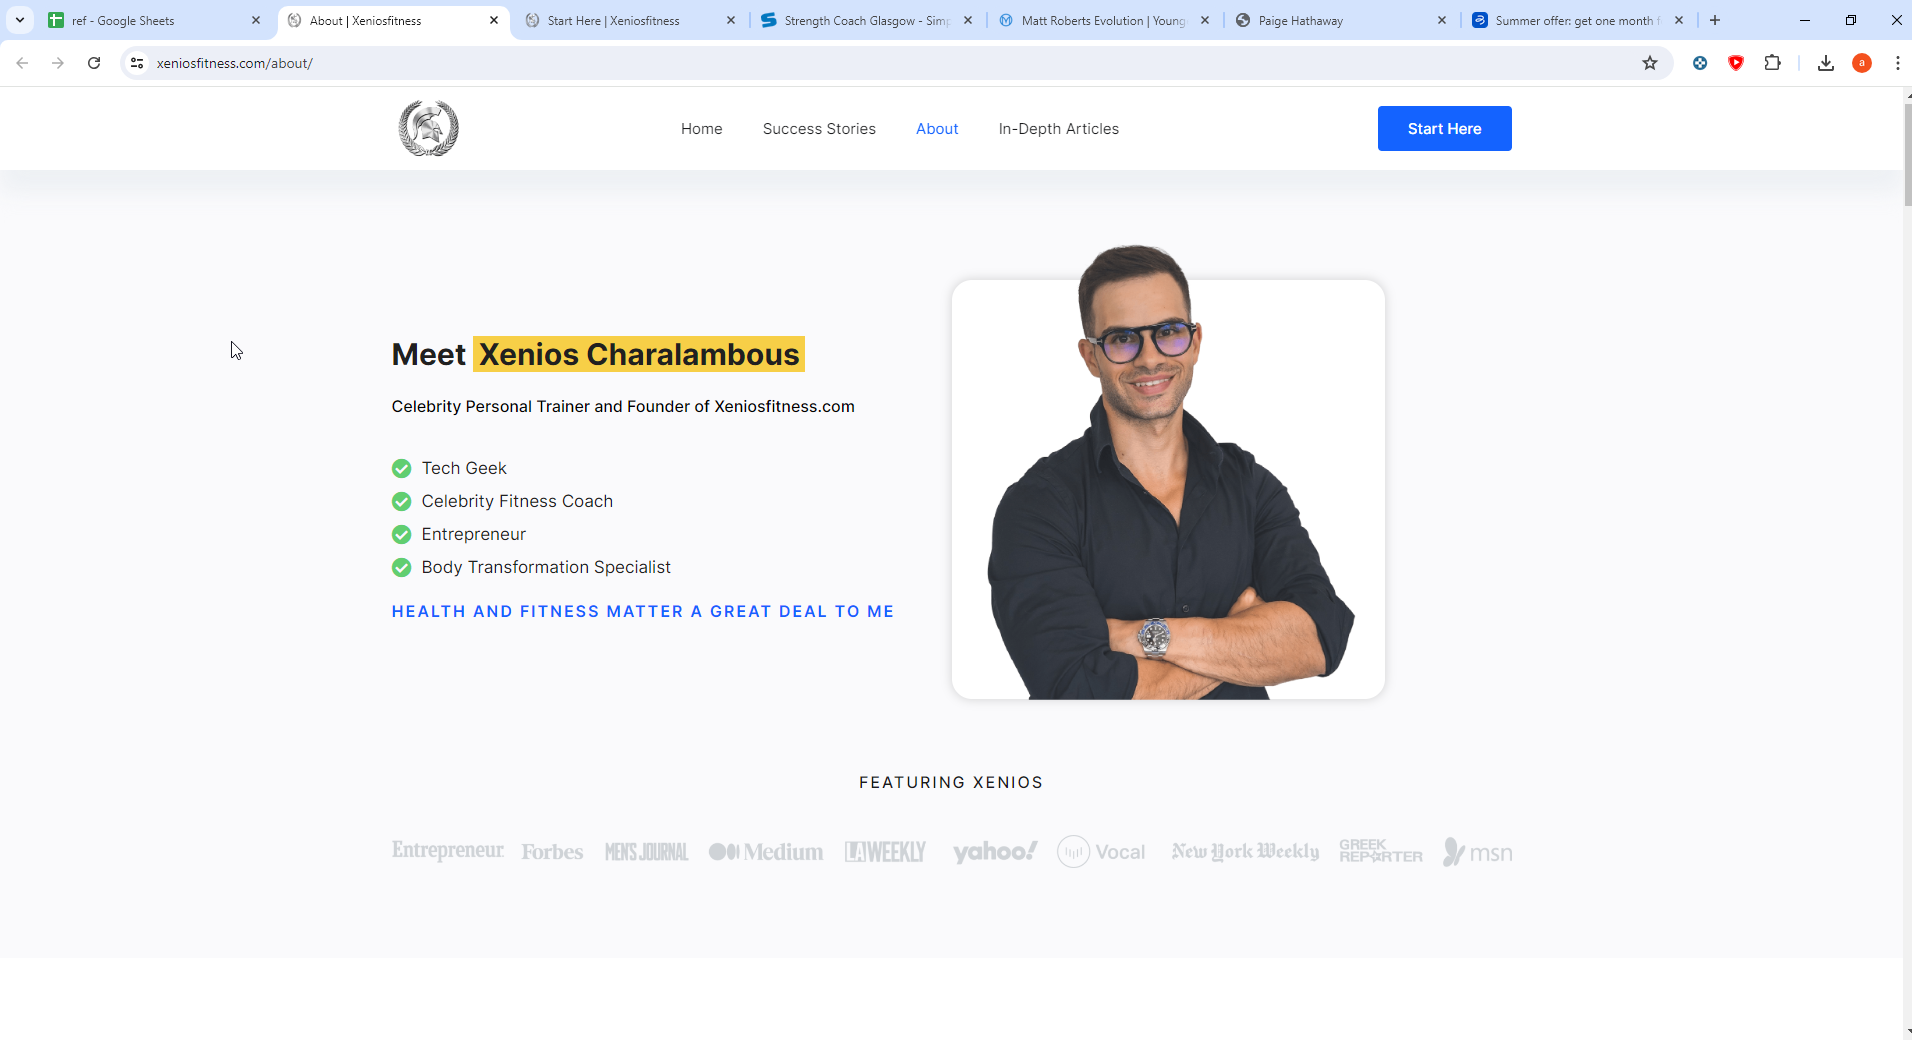 ref - Google Sheets
About | Xeniosfitness
Start Here | Xeniosfitness
Strength Coach Glasgow - Simp
Matt Roberts Evolution | Young
Paige Hathaway
Summer offer: get one month f
xeniosfitness.com/about/
a
Home
Success Stories
About
In-Depth Articles
Start Here
Meet Xenios Charalambous
Celebrity Personal Trainer and Founder of Xeniosfitness.com
Tech Geek
Celebrity Fitness Coach
Entrepreneur
Body Transformation Specialist
HEALTH AND FITNESS MATTER A GREAT DEAL TO ME
FEATURING XENIOS
Entrepreneur Forbes MEN'S JOURNAL Medium LA WEEKLY yahoo! Vocal New York Weekly GREEK REPORTER msn